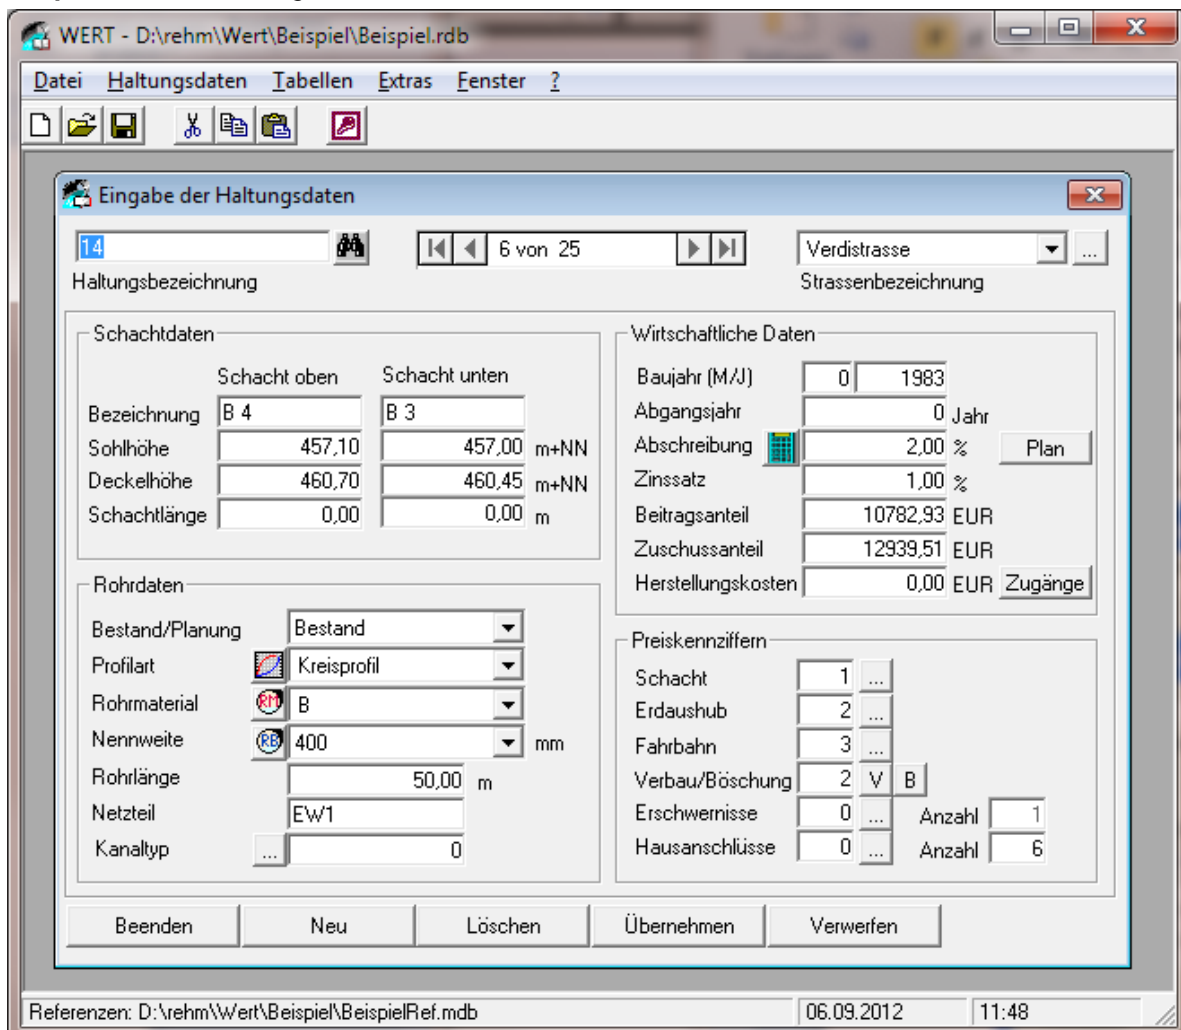 WERT - D:\rehm\Wert\Beispiel\Beispiel.rdb
Datei Haltungsdaten Tabellen Extras Fenster ?
Eingabe der Haltungsdaten
14 6 von 25 Verdistrasse ...
Haltungsbezeichnung Strassenbezeichnung
Schachtdaten
Schacht oben Schacht unten
Bezeichnung B 4 B 3
Sohlhöhe 457,10 457,00 m+NN
Deckelhöhe 460,70 460,45 m+NN
Schachtlänge 0,00 0,00 m
Rohrdaten
Bestand/Planung Bestand
Profilart Kreisprofil
Rohrmaterial RM B
Nennweite RB 400 mm
Rohrlänge 50,00 m
Netzteil EW1
Kanaltyp ... 0
Wirtschaftliche Daten
Baujahr (M/J) 0 1983
Abgangsjahr 0 Jahr
Abschreibung 2,00 % Plan
Zinssatz 1,00 %
Beitragsanteil 10782,93 EUR
Zuschussanteil 12939,51 EUR
Herstellungskosten 0,00 EUR Zugänge
Preiskennziffern
Schacht 1 ...
Erdaushub 2 ...
Fahrbahn 3 ...
Verbau/Böschung 2 V B
Erschwernisse 0 ... Anzahl 1
Hausanschlüsse 0 ... Anzahl 6
Beenden Neu Löschen Übernehmen Verwerfen
Referenzen: D:\rehm\Wert\Beispiel\BeispielRef.mdb 06.09.2012 11:48